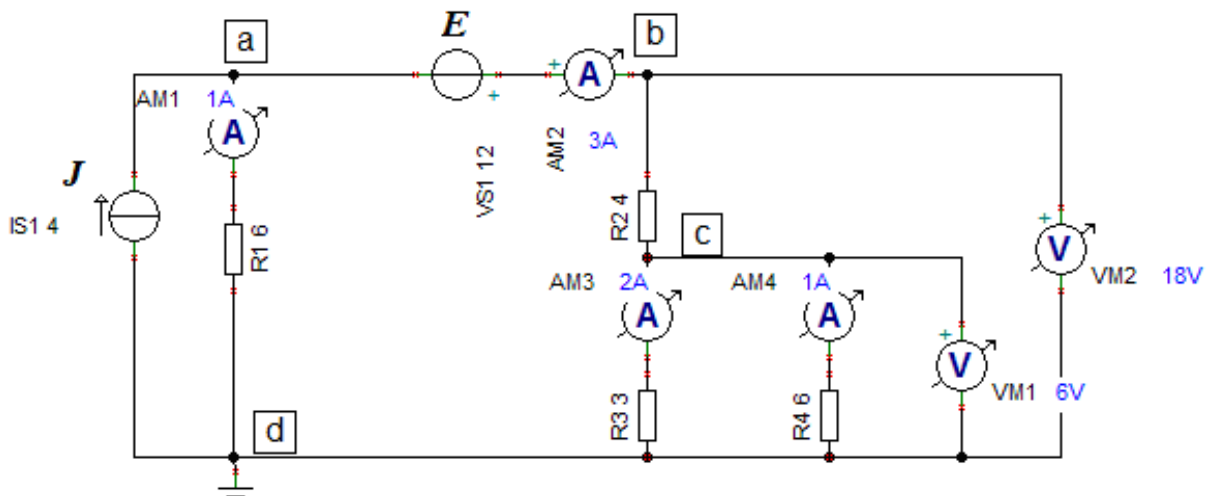 a
E
b
AM1 1A
A
+
+
A
AM2 3A
VS1 12
J
IS1 4
R1 6
R2 4
c
+
V
VM2 18V
AM3 2A
A
AM4 1A
A
+
V
VM1 6V
R3 3
R4 6
d